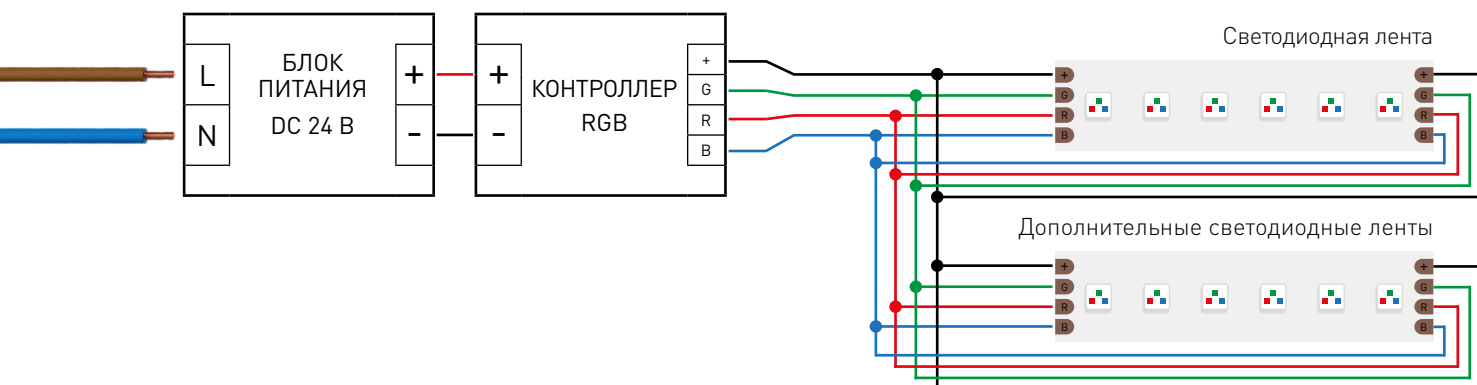 L
N
БЛОК
ПИТАНИЯ
DC 24 В
+
-
+
-
КОНТРОЛЛЕР
RGB
+
G
R
B
Светодиодная лента
+
G
R
B
+
G
R
B
Дополнительные светодиодные ленты
+
G
R
B
+
G
R
B